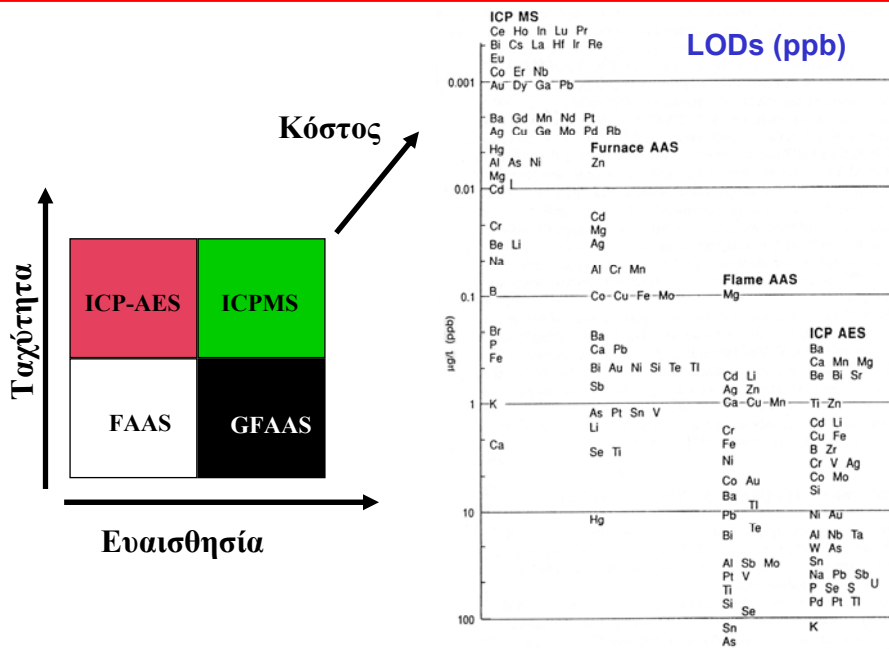 LODs (ppb)
Κόστος
Ταχύτητα
ICP-AES ICPMS
FAAS GFAAS
Ευαισθησία
µg/l (ppb)
0.001
0.01
0.1
1
10
100
ICP MS
Ce Ho In Lu Pr
Bi Cs La Hf Ir Re
Eu
Co Er Nb
Au Dy Ga Pb
Ba Gd Mn Nd Pt
Ag Cu Ge Mo Pd Rb
Hg
Al As Ni
Mg
Cd
I
Cr
Be Li
Na
B
Br
P
Fe
K
Ca
Furnace AAS
Zn
Cd
Mg
Ag
Al Cr Mn
Co-Cu-Fe-Mo
Ba
Ca Pb
Bi Au Ni Si Te Tl
Sb
As Pt Sn V
Li
Se Ti
Hg
Flame AAS
Mg
Cd Li
Ag Zn
Ca-Cu-Mn
Cr
Fe
Ni
Co Au
Ba
Tl
Pb
Te
Bi
Al Sb Mo
Pt V
Ti
Si
Se
Sn
As
ICP AES
Ba
Ca Mn Mg
Be Bi Sr
Ti-Zn
Cd Li
Cu Fe
B Zr
Cr V Ag
Co Mo
Si
Ni Au
Al Nb Ta
W As
Sn
Na Pb Sb
U
P Se S
Pd Pt Tl
K